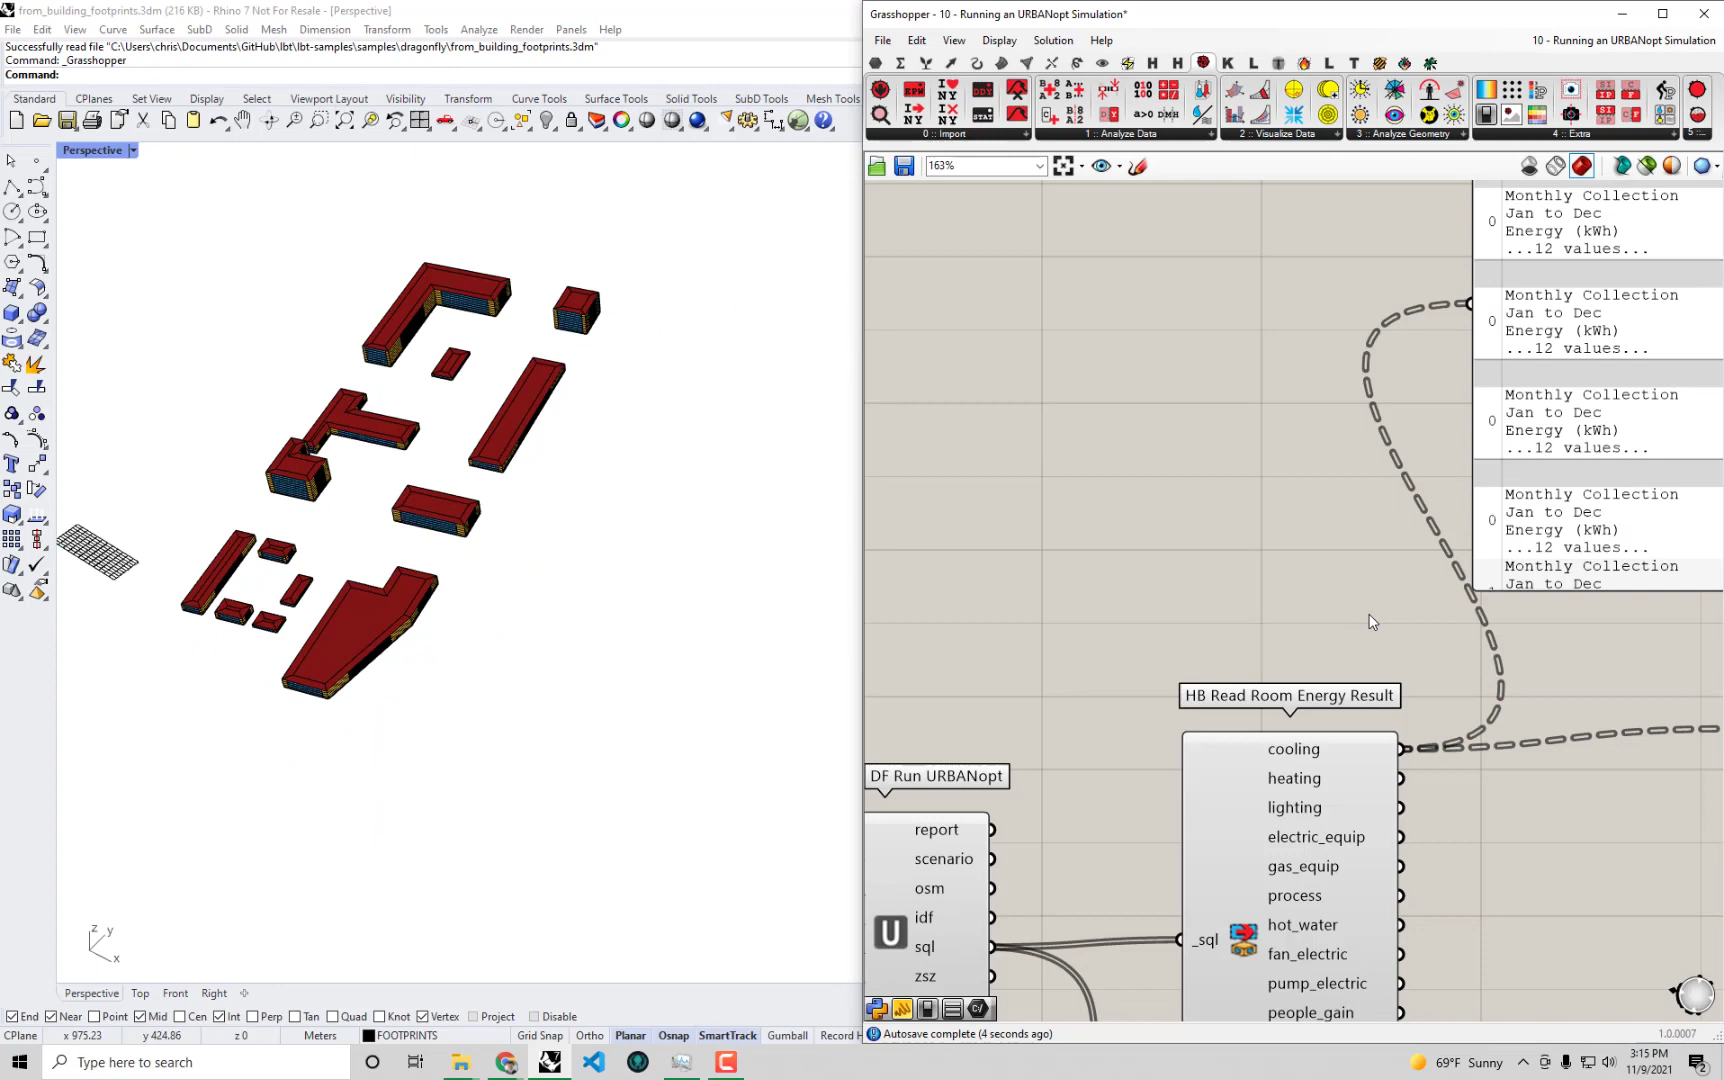 from_building_footprints.3dm (216 KB) - Rhino 7 Not For Resale - [Perspective]
File Edit View Curve Surface SubD Solid Mesh Dimension Transform Tools Analyze Render Panels Help
Successfully read file "C:\Users\chris\Documents\GitHub\lbt\lbt-samples\samples\dragonfly\from_building_footprints.3dm"
Command: _Grasshopper
Command:
Standard CPlanes Set View Display Select Viewport Layout Visibility Transform Curve Tools Surface Tools Solid Tools SubD Tools Mesh Tools
Perspective
z
y
x
Perspective Top Front Right
End Near Point Mid Cen Int Perp Tan Quad Knot Vertex Project Disable
CPlane x 975.23 y 424.86 z 0 Meters FOOTPRINTS Grid Snap Ortho Planar Osnap SmartTrack Gumball Record H
Grasshopper - 10 - Running an URBANopt Simulation*
File Edit View Display Solution Help
10 - Running an URBANopt Simulation
0 :: Import
1 :: Analyze Data
2 :: Visualize Data
3 :: Analyze Geometry
4 :: Extra
163%
Monthly Collection
Jan to Dec
0
Energy (kWh)
...12 values...
Monthly Collection
Jan to Dec
0
Energy (kWh)
...12 values...
Monthly Collection
Jan to Dec
0
Energy (kWh)
...12 values...
Monthly Collection
Jan to Dec
0
Energy (kWh)
...12 values...
Monthly Collection
Jan to Dec
HB Read Room Energy Result
cooling
heating
lighting
electric_equip
gas_equip
process
hot_water
fan_electric
pump_electric
people_gain
_sql
DF Run URBANopt
report
scenario
osm
idf
sql
zsz
U
Autosave complete (4 seconds ago)
1.0.0007
Type here to search
69°F Sunny
3:15 PM
11/9/2021
2